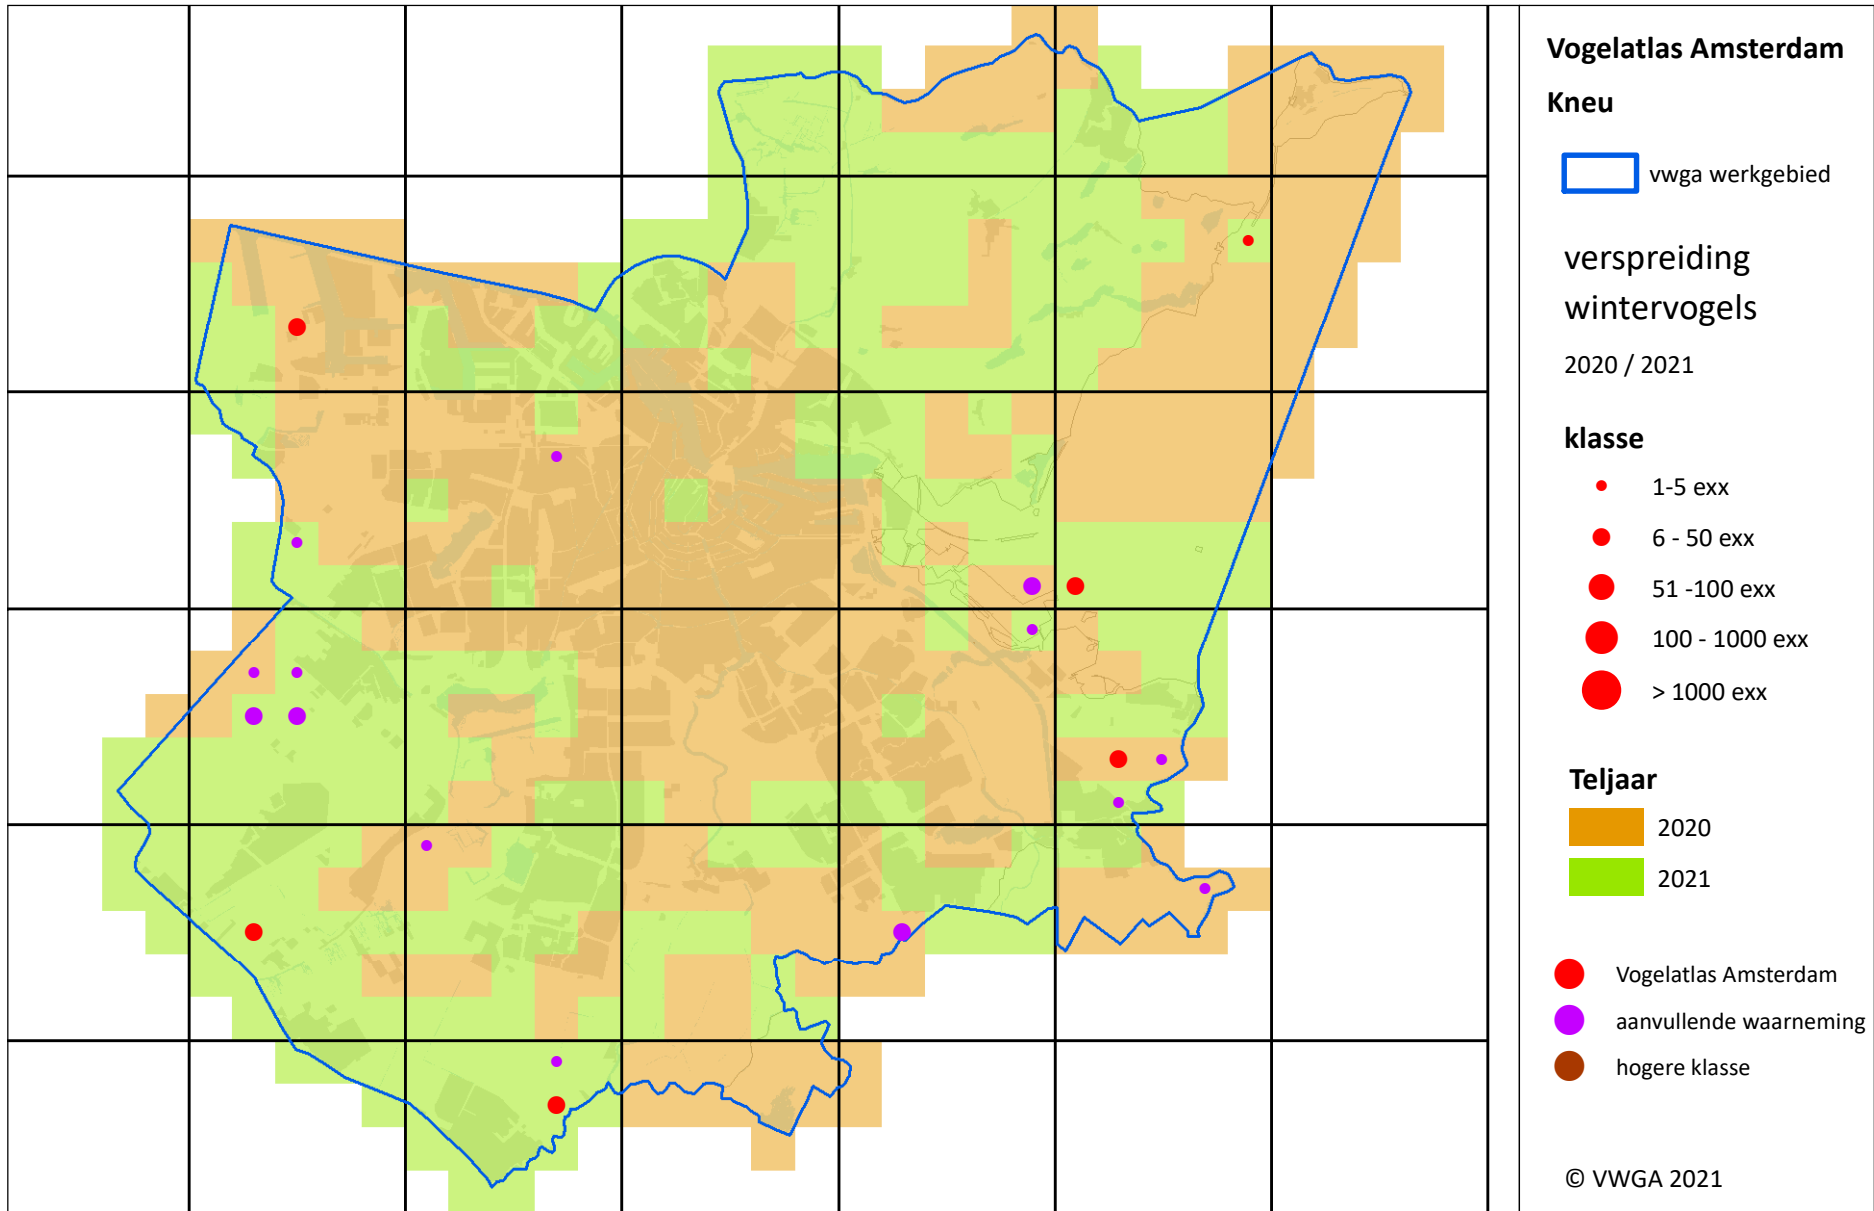 Vogelatlas Amsterdam
Kneu
vwga werkgebied
verspreiding
wintervogels
2020 / 2021
klasse
1-5 exx
6 - 50 exx
51 -100 exx
100 - 1000 exx
> 1000 exx
Teljaar
2020
2021
Vogelatlas Amsterdam
aanvullende waarneming
hogere klasse
© VWGA 2021